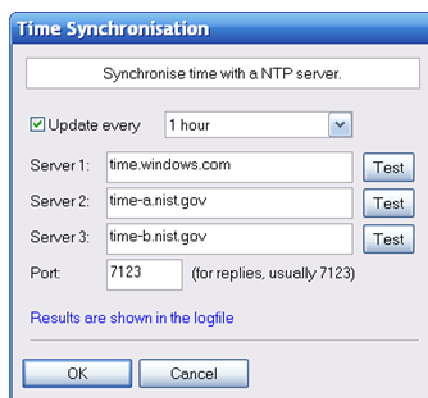 Time Synchronisation
Synchronise time with a NTP server.
Update every 1 hour
Server 1: time.windows.com Test
Server 2: time-a.nist.gov Test
Server 3: time-b.nist.gov Test
Port: 7123 (for replies, usually 7123)
Results are shown in the logfile
OK Cancel